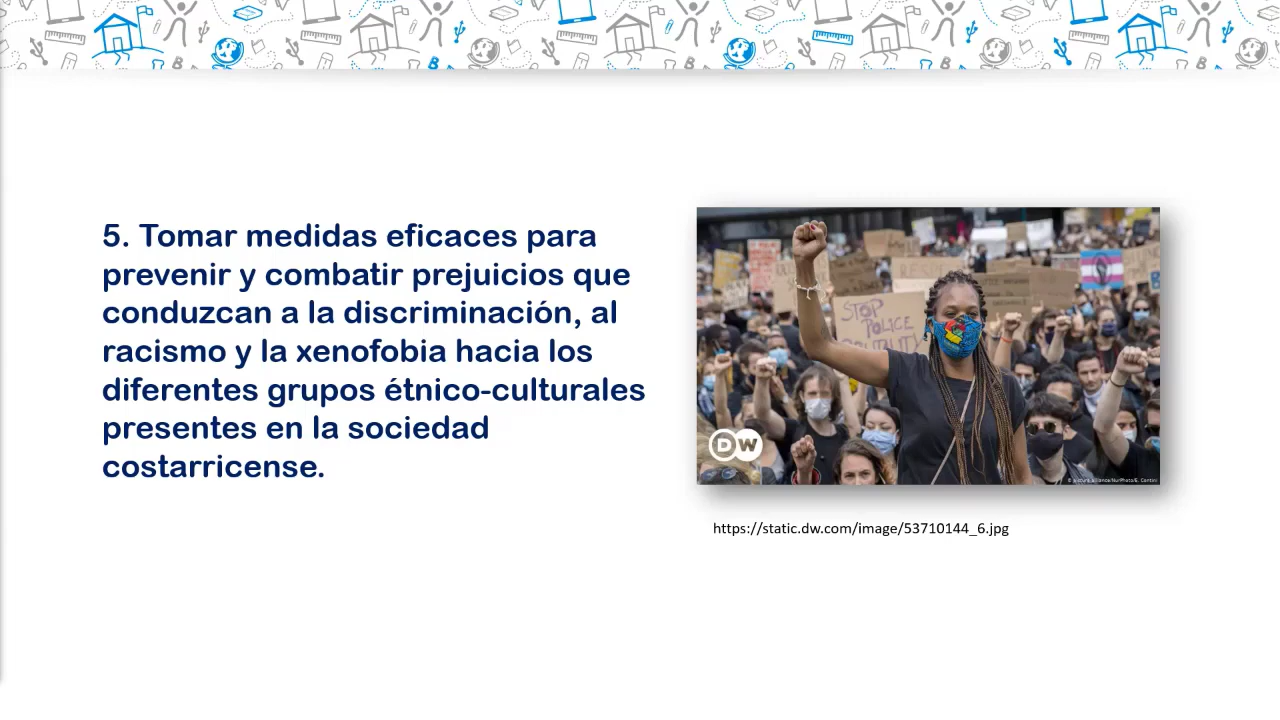 5. Tomar medidas eficaces para
prevenir y combatir prejuicios que
conduzcan a la discriminación, al
racismo y la xenofobia hacia los
diferentes grupos étnico-culturales
presentes en la sociedad
costarricense.
STOP
POLICE
DW
https://static.dw.com/image/53710144_6.jpg